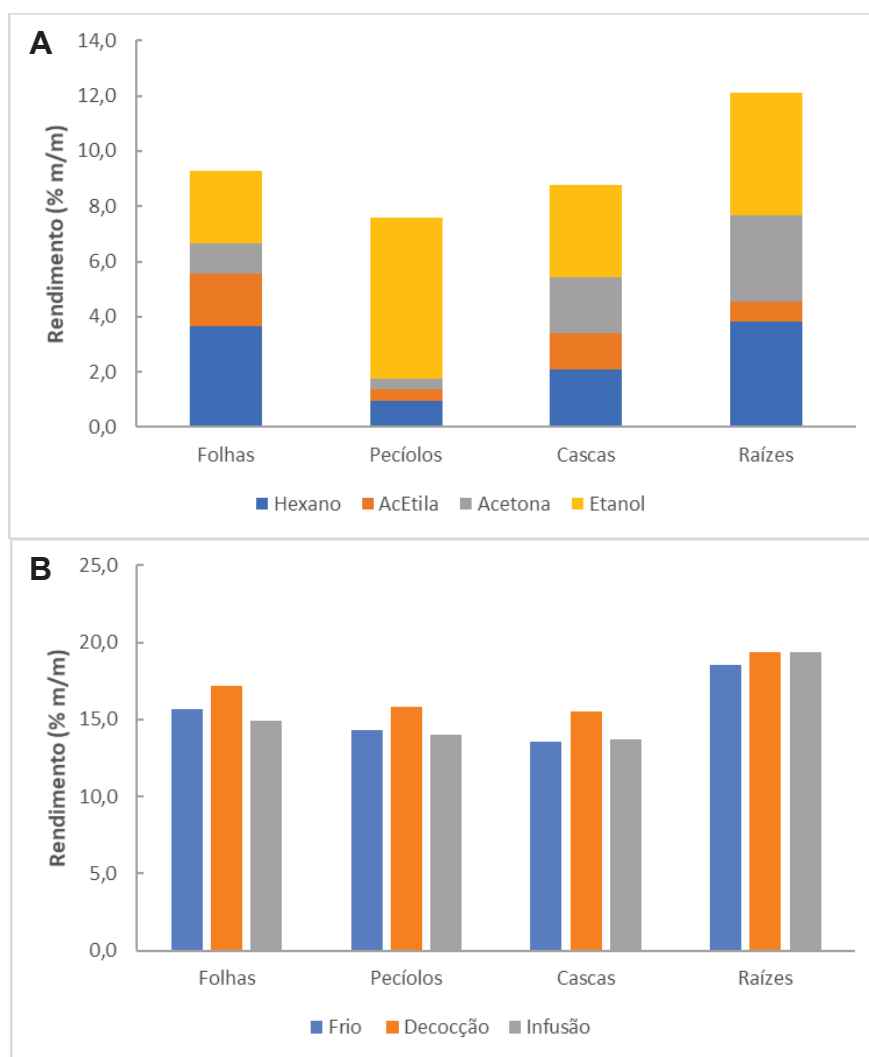 A
14,0
12,0
10,0
8,0
6,0
4,0
2,0
0,0
Rendimento (% m/m)
Folhas Pecíolos Cascas Raízes
Hexano AcEtila Acetona Etanol
B
25,0
20,0
15,0
10,0
5,0
0,0
Rendimento (% m/m)
Folhas Pecíolos Cascas Raízes
Frio Decocção Infusão